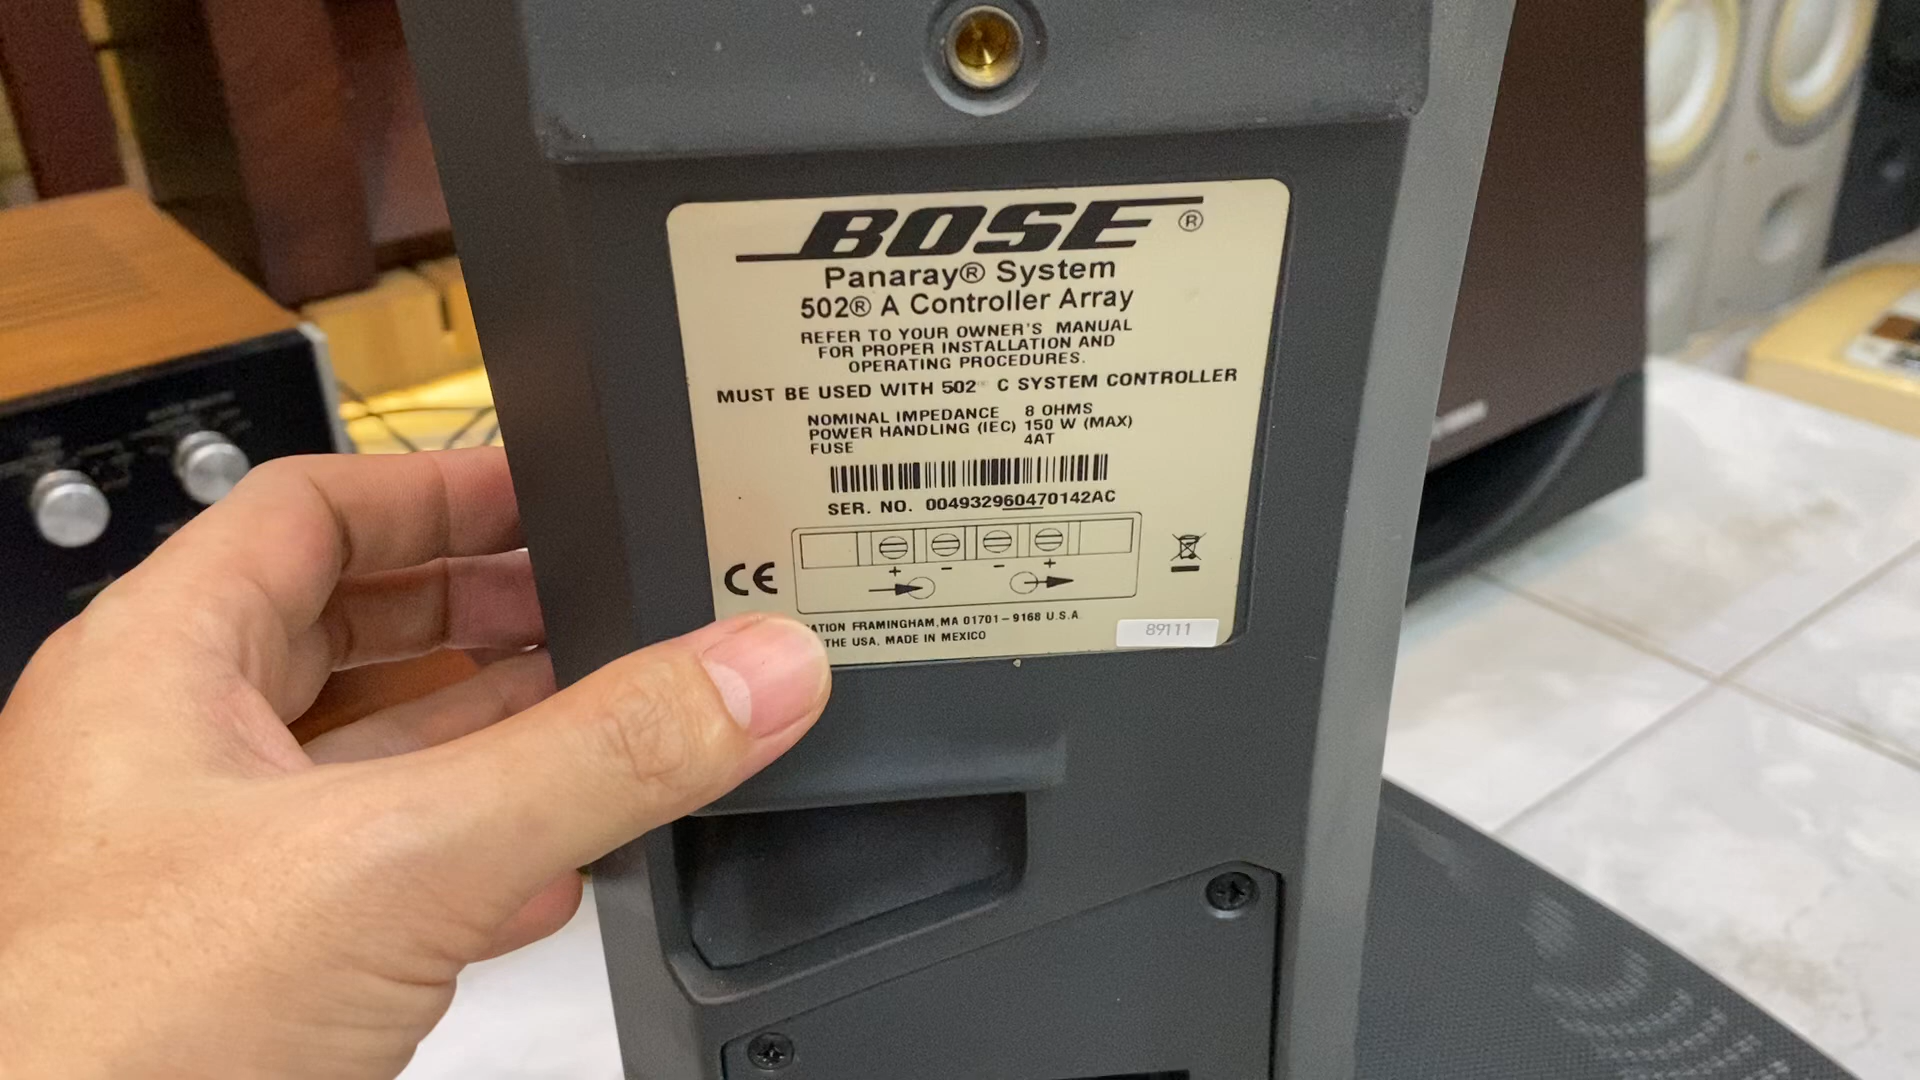 BOSE ®
Panaray® System
502® A Controller Array
REFER TO YOUR OWNER'S MANUAL
FOR PROPER INSTALLATION AND
OPERATING PROCEDURES.
MUST BE USED WITH 502 C SYSTEM CONTROLLER
NOMINAL IMPEDANCE 8 OHMS
POWER HANDLING (IEC) 150 W (MAX)
FUSE 4AT
SER. NO. 004932960470142AC
+ - - +
CE
FRAMINGHAM, MA 01701-9168 U.S.A.
THE USA, MADE IN MEXICO
89111